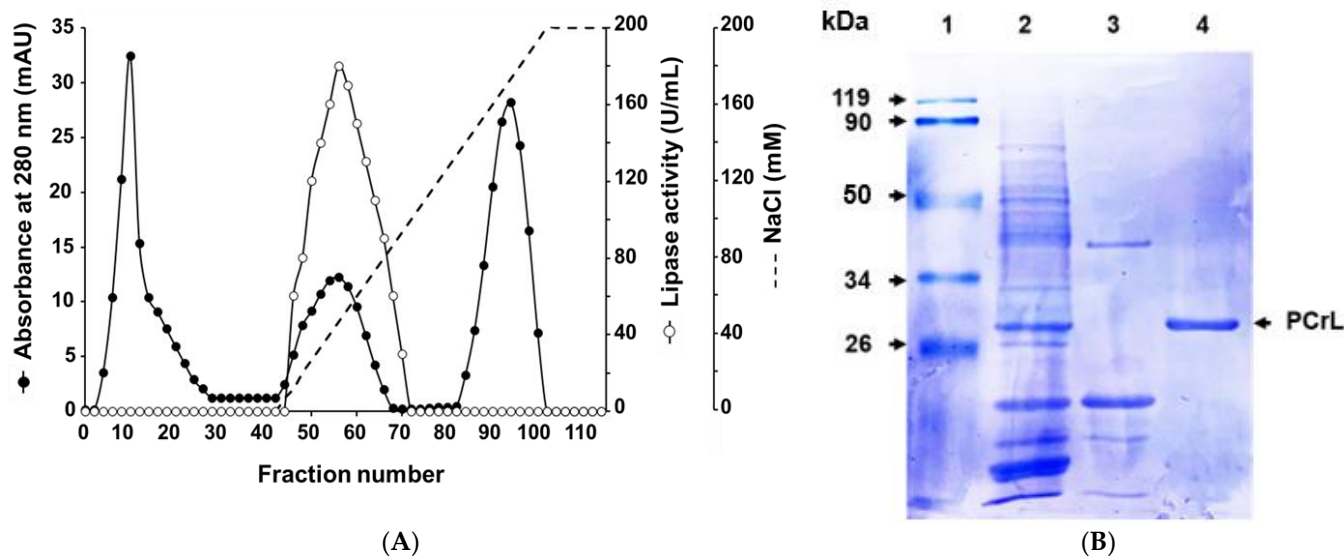 35
30
25
20
15
10
5
0
Absorbance at 280 nm (mAU)
0 10 20 30 40 50 60 70 80 90 100 110
Fraction number
200
160
120
80
40
0
Lipase activity (U/mL)
200
160
120
80
40
0
NaCl (mM)
(A)
kDa 1 2 3 4
119
90
50
34
26
PCrL
(B)